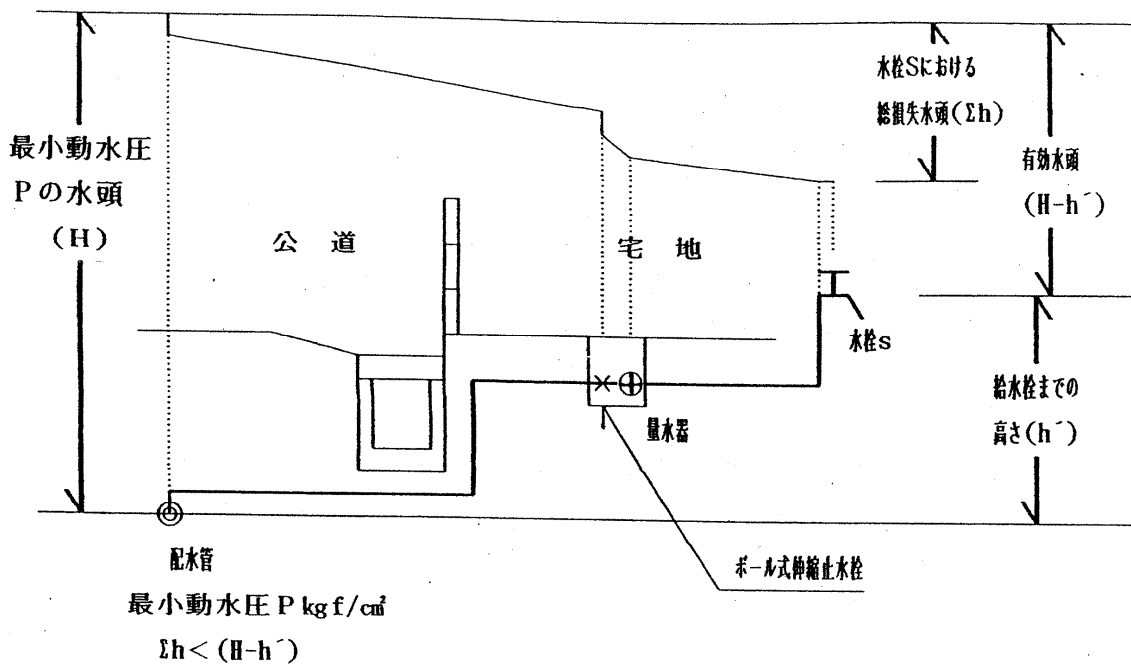 最小動水圧
Pの水頭
(H)
水栓Sにおける
総損失水頭(Σh)
有効水頭
(H-h´)
公道
宅地
水栓S
給水栓までの
高さ(h´)
量水器
配水管
ボール式伸縮止水栓
最小動水圧P kgf/c㎡
Σh<(H-h´)